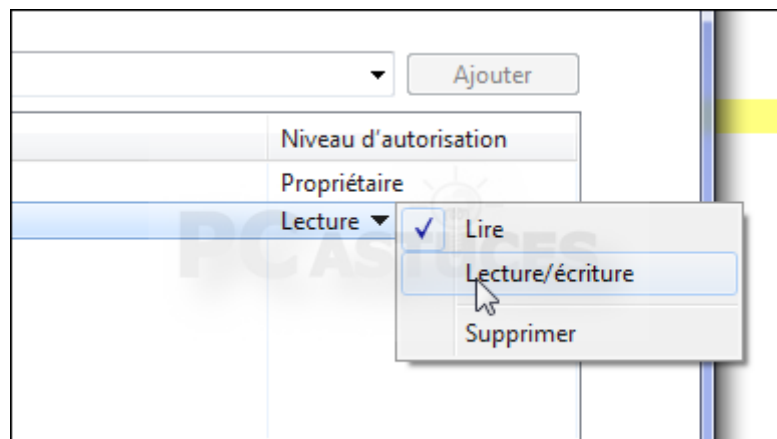 Ajouter
Niveau d'autorisation
Propriétaire
Lecture
Lire
Lecture/écriture
Supprimer
PC ASTUCES